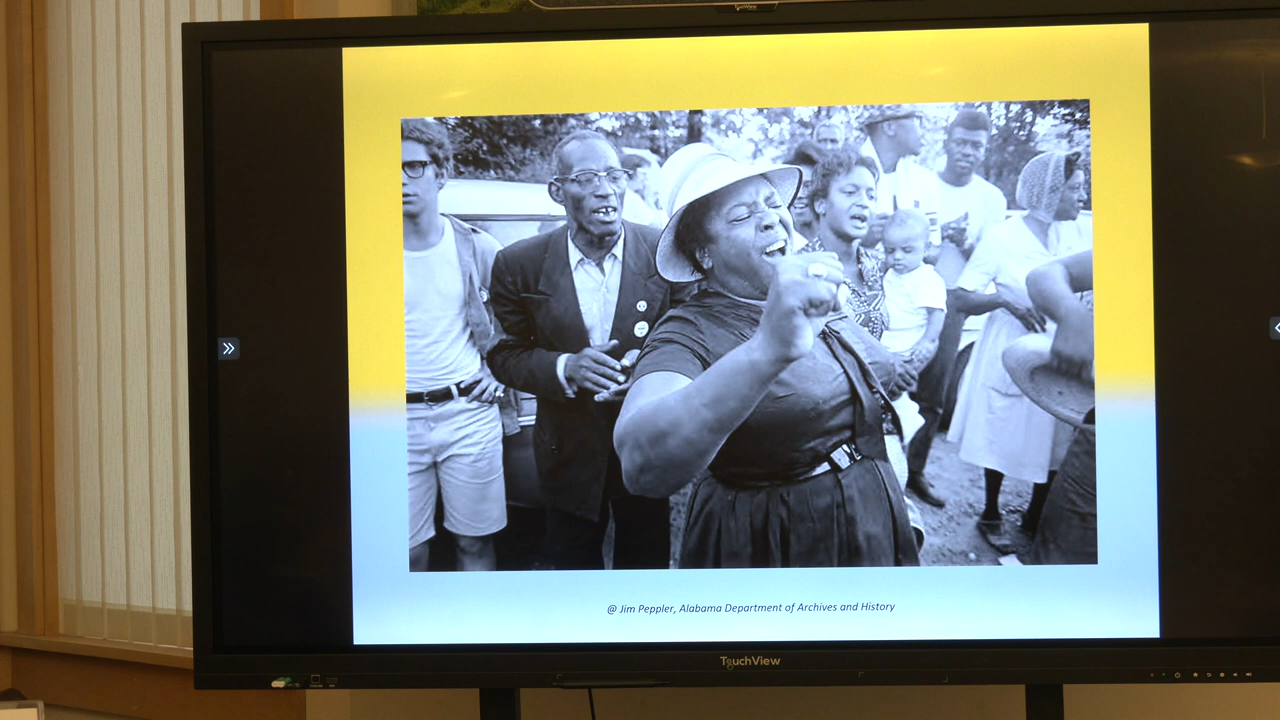 @ Jim Peppler, Alabama Department of Archives and History
TouchView